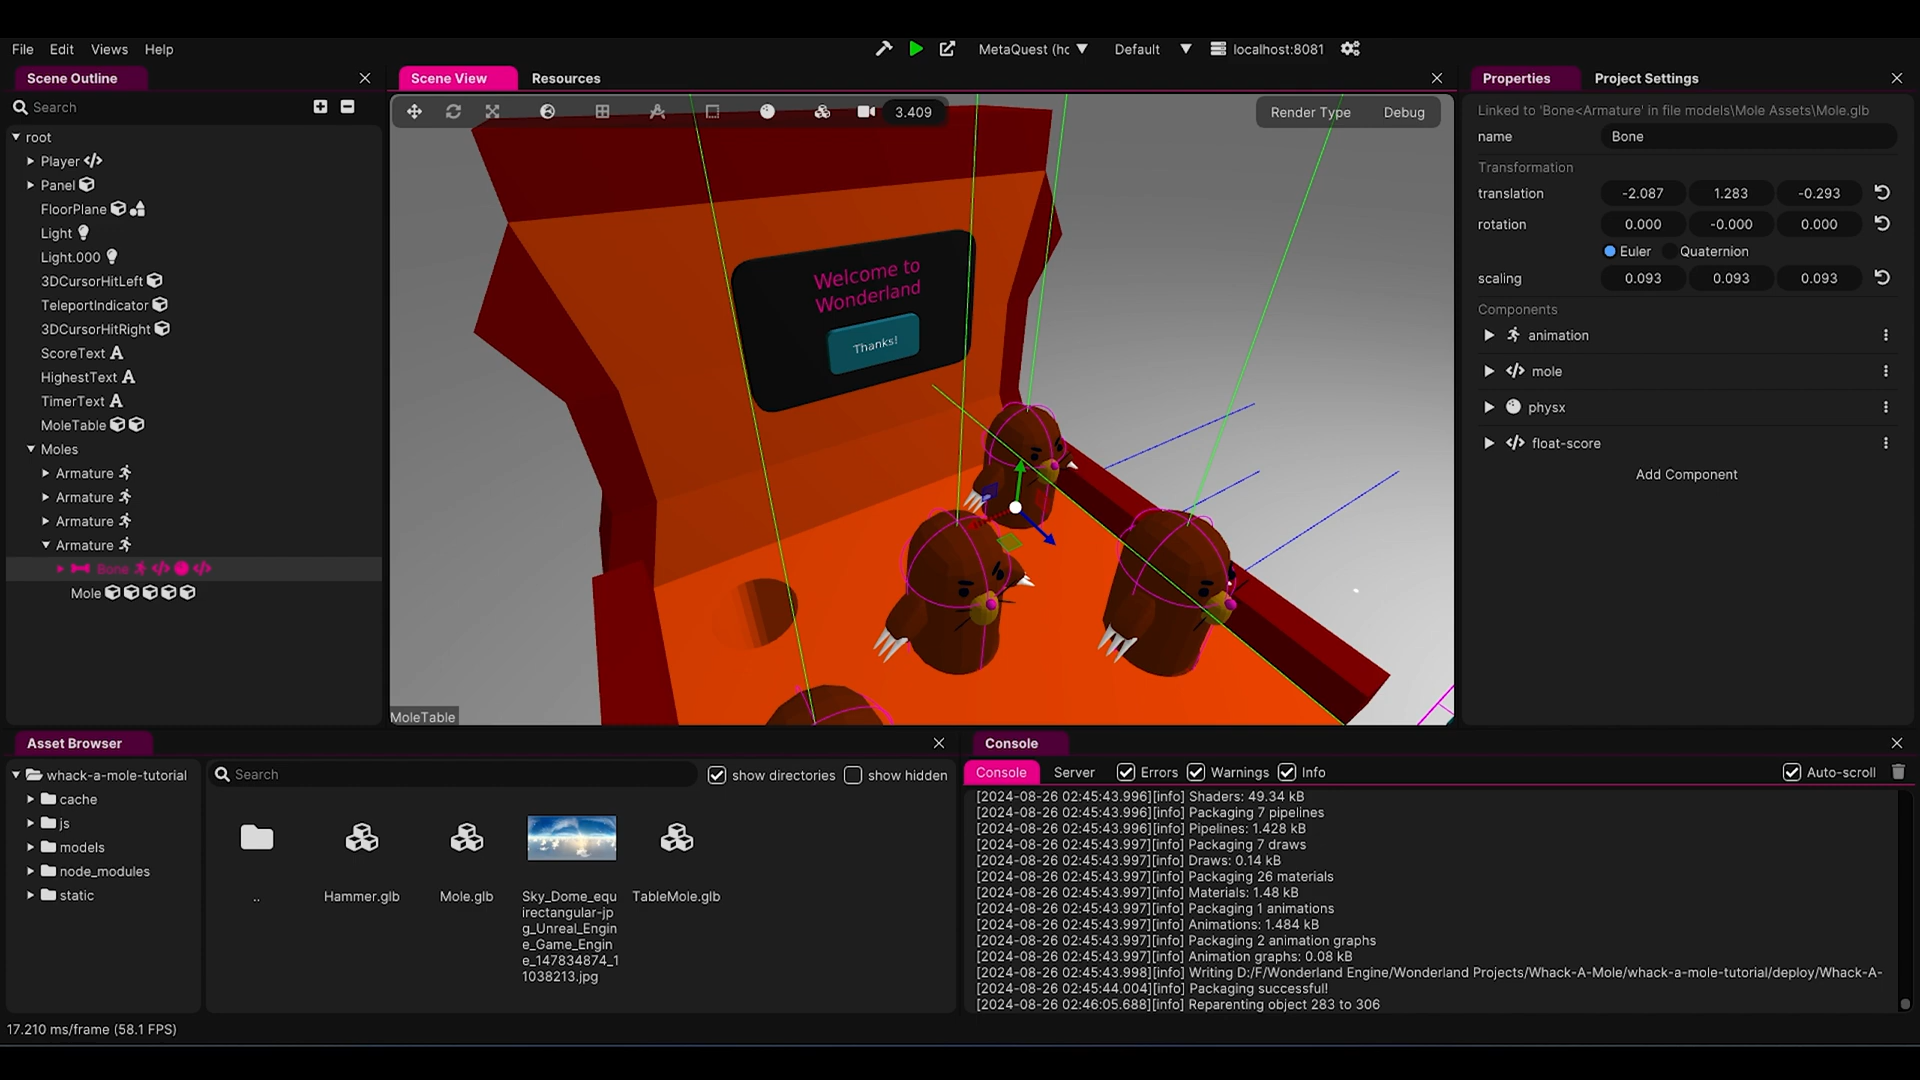 File Edit Views Help
MetaQuest (hc Default localhost:8081
Scene Outline
Search
root
Player
Panel
FloorPlane
Light
Light.000
3DCursorHitLeft
TeleportIndicator
3DCursorHitRight
ScoreText
HighestText
TimerText
MoleTable
Moles
Armature
Armature
Armature
Armature
Bone
Mole
Scene View Resources
3.409
Render Type Debug
Welcome to
Wonderland
Thanks!
MoleTable
Properties Project Settings
Linked to 'Bone<Armature' in file models\Mole Assets\Mole.glb
name Bone
Transformation
translation -2.087 1.283 -0.293
rotation 0.000 -0.000 0.000
Euler Quaternion
scaling 0.093 0.093 0.093
Components
animation
mole
physx
float-score
Add Component
Asset Browser
whack-a-mole-tutorial
cache
js
models
node_modules
static
Search show directories show hidden
.. Hammer.glb Mole.glb Sky_Dome_equ TableMole.glb
irectangular-jp
g_Unreal_Engin
e_Game_Engin
e_147834874_1
1038213.jpg
Console
Console Server Errors Warnings Info Auto-scroll
[2024-08-26 02:45:43.996][info] Shaders: 49.34 kB
[2024-08-26 02:45:43.996][info] Packaging 7 pipelines
[2024-08-26 02:45:43.996][info] Pipelines: 1.428 kB
[2024-08-26 02:45:43.997][info] Packaging 7 draws
[2024-08-26 02:45:43.997][info] Draws: 0.14 kB
[2024-08-26 02:45:43.997][info] Packaging 26 materials
[2024-08-26 02:45:43.997][info] Materials: 1.48 kB
[2024-08-26 02:45:43.997][info] Packaging 1 animations
[2024-08-26 02:45:43.997][info] Animations: 1.484 kB
[2024-08-26 02:45:43.997][info] Packaging 2 animation graphs
[2024-08-26 02:45:43.997][info] Animation graphs: 0.08 kB
[2024-08-26 02:45:43.998][info] Writing D:/F/Wonderland Engine/Wonderland Projects/Whack-A-Mole/whack-a-mole-tutorial/deploy/Whack-A-
[2024-08-26 02:45:44.004][info] Packaging successful!
[2024-08-26 02:46:05.688][info] Reparenting object 283 to 306
17.210 ms/frame (58.1 FPS)